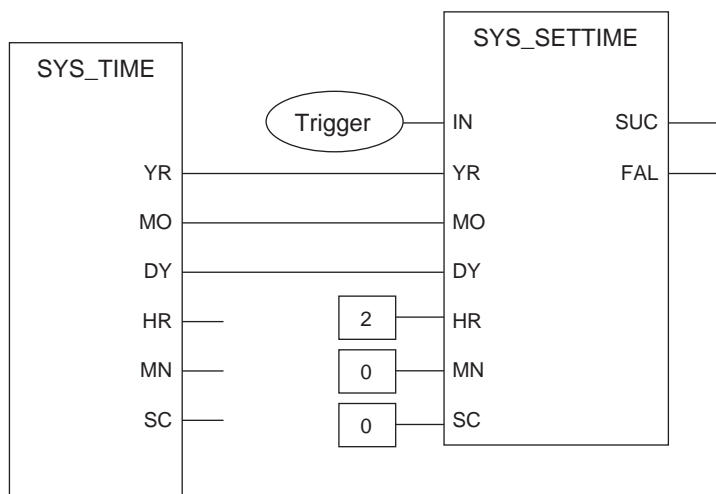 SYS_TIME
YR
MO
DY
HR
MN
SC
Trigger
2
0
0
SYS_SETTIME
IN SUC
YR FAL
MO
DY
HR
MN
SC